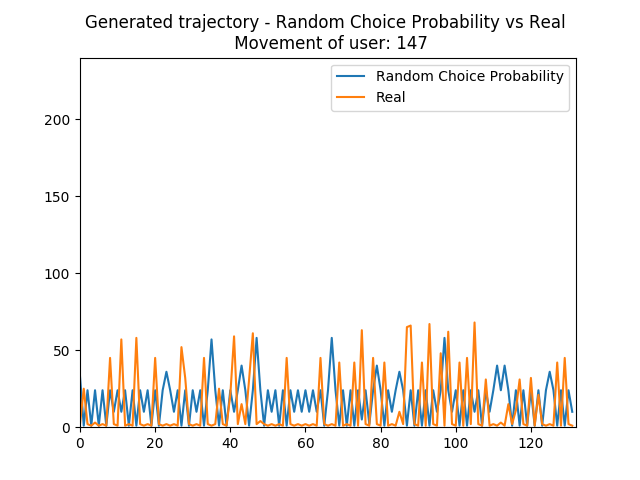 Generated trajectory - Random Choice Probability vs Real
Movement of user: 147
Random Choice Probability
Real
200
150
100
50
0
0 20 40 60 80 100 120